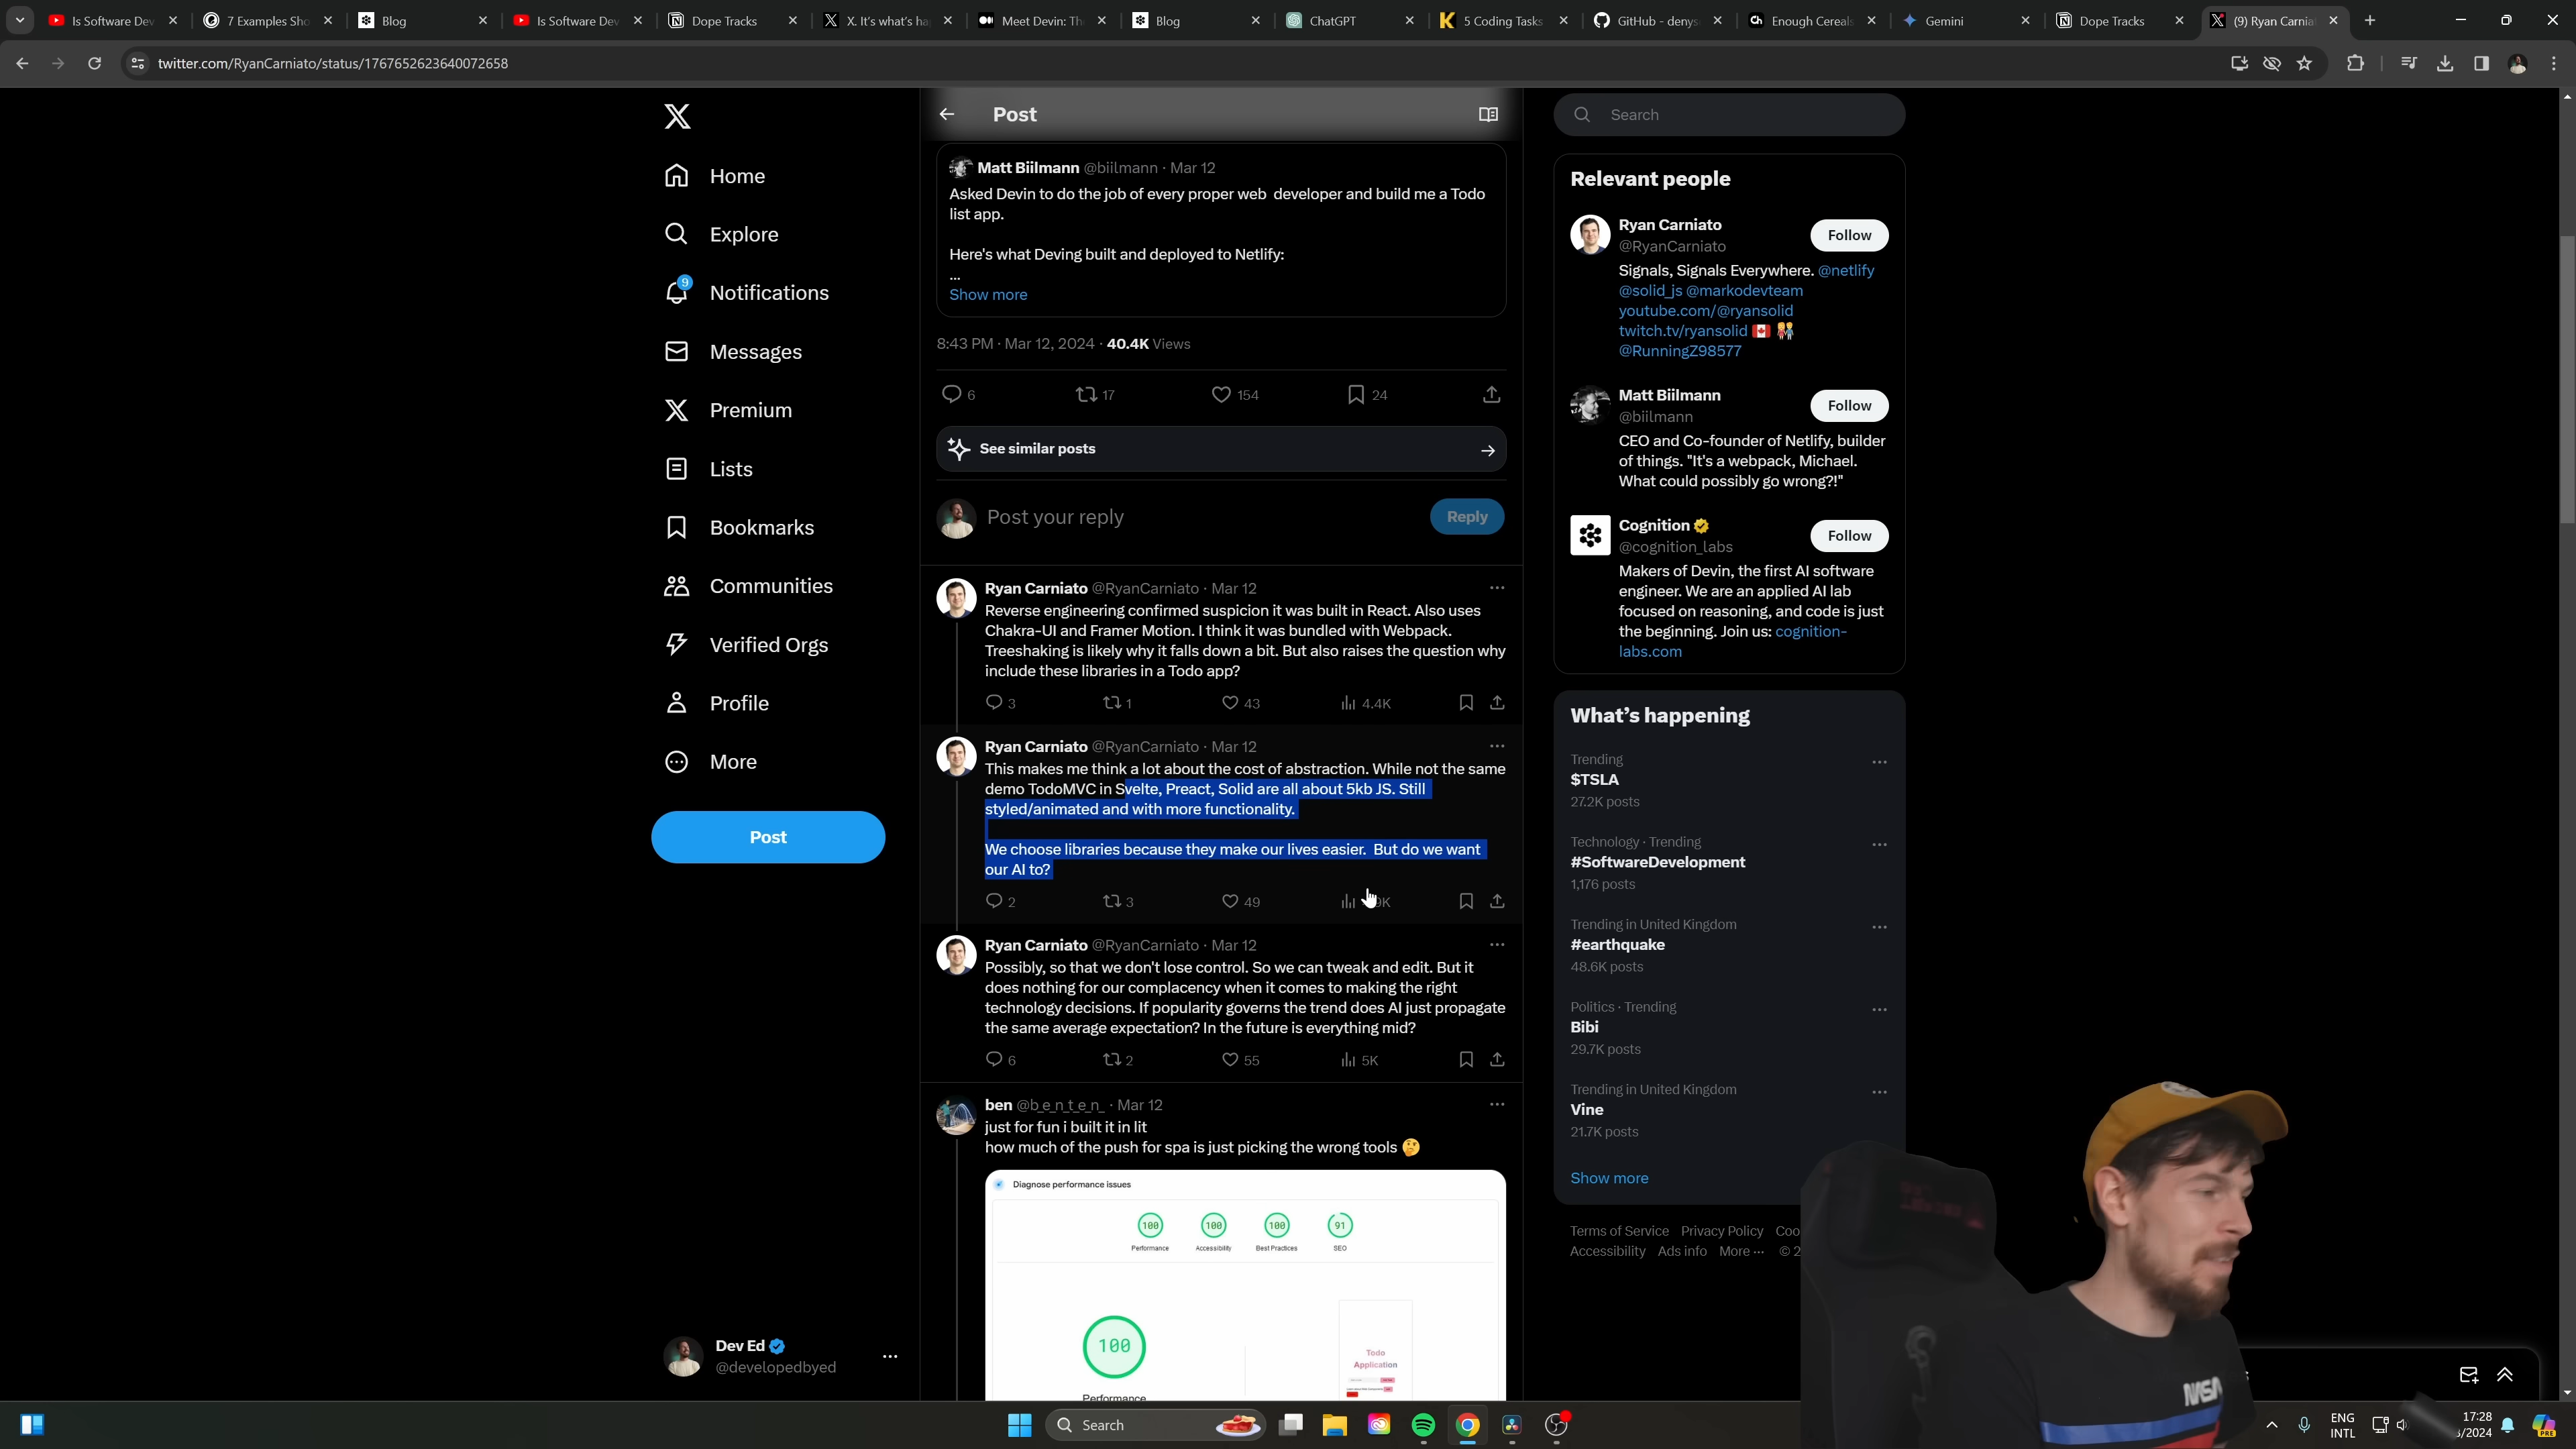 Is Software Dev
7 Examples Sho
Blog
Is Software Dev
Dope Tracks
X. It's what's ha
Meet Devin: Th
Blog
ChatGPT
5 Coding Tasks
GitHub - denys
Enough Cereals
Gemini
Dope Tracks
(9) Ryan Carnia
twitter.com/RyanCarniato/status/1767652623640072658
Home
Explore
9
Notifications
Messages
Premium
Lists
Bookmarks
Communities
Verified Orgs
Profile
More
Post
Dev Ed
@developedbyed
Post
Matt Biilmann @biilmann · Mar 12
Asked Devin to do the job of every proper web developer and build me a Todo
list app.
Here's what Deving built and deployed to Netlify:
...
Show more
8:43 PM · Mar 12, 2024 · 40.4K Views
6 17 154 24
See similar posts
Post your reply
Reply
Ryan Carniato @RyanCarniato · Mar 12
Reverse engineering confirmed suspicion it was built in React. Also uses
Chakra-UI and Framer Motion. I think it was bundled with Webpack.
Treeshaking is likely why it falls down a bit. But also raises the question why
include these libraries in a Todo app?
3 1 43 4.4K
Ryan Carniato @RyanCarniato · Mar 12
This makes me think a lot about the cost of abstraction. While not the same
demo TodoMVC in Svelte, Preact, Solid are all about 5kb JS. Still
styled/animated and with more functionality.
We choose libraries because they make our lives easier. But do we want
our AI to?
2 3 49
Ryan Carniato @RyanCarniato · Mar 12
Possibly, so that we don't lose control. So we can tweak and edit. But it
does nothing for our complacency when it comes to making the right
technology decisions. If popularity governs the trend does AI just propagate
the same average expectation? In the future is everything mid?
6 2 55 5K
ben @b_e_n_t_e_n_ · Mar 12
just for fun i built it in lit
how much of the push for spa is just picking the wrong tools 🤔
Diagnose performance issues
100 100 100 91
Performance Accessibility Best Practices SEO
100
Performance
Todo
Application
Search
Relevant people
Ryan Carniato
@RyanCarniato
Follow
Signals, Signals Everywhere. @netlify
@solid_js @markodevteam
youtube.com/@ryansolid
twitch.tv/ryansolid
@RunningZ98577
Matt Biilmann
@biilmann
Follow
CEO and Co-founder of Netlify, builder
of things. "It's a webpack, Michael.
What could possibly go wrong?!"
Cognition
@cognition_labs
Follow
Makers of Devin, the first AI software
engineer. We are an applied AI lab
focused on reasoning, and code is just
the beginning. Join us: cognition-
labs.com
What's happening
Trending
$TSLA
27.2K posts
Technology · Trending
#SoftwareDevelopment
1,176 posts
Trending in United Kingdom
#earthquake
48.6K posts
Politics · Trending
Bibi
29.7K posts
Trending in United Kingdom
Vine
21.7K posts
Show more
Terms of Service Privacy Policy
Accessibility Ads info More ···
Search
ENG
INTL
17:28
/2024
PRE